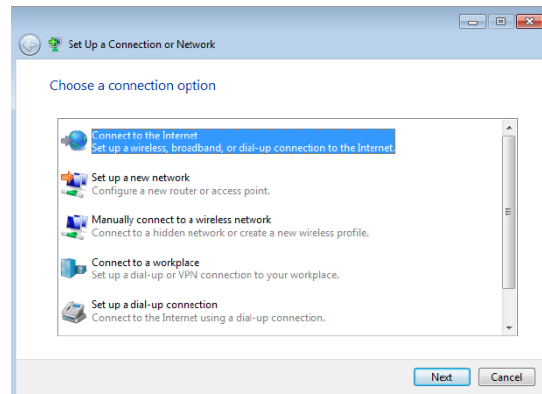 Set Up a Connection or Network
Choose a connection option
Connect to the Internet
Set up a wireless, broadband, or dial-up connection to the Internet.
Set up a new network
Configure a new router or access point.
Manually connect to a wireless network
Connect to a hidden network or create a new wireless profile.
Connect to a workplace
Set up a dial-up or VPN connection to your workplace.
Set up a dial-up connection
Connect to the Internet using a dial-up connection.
Next Cancel